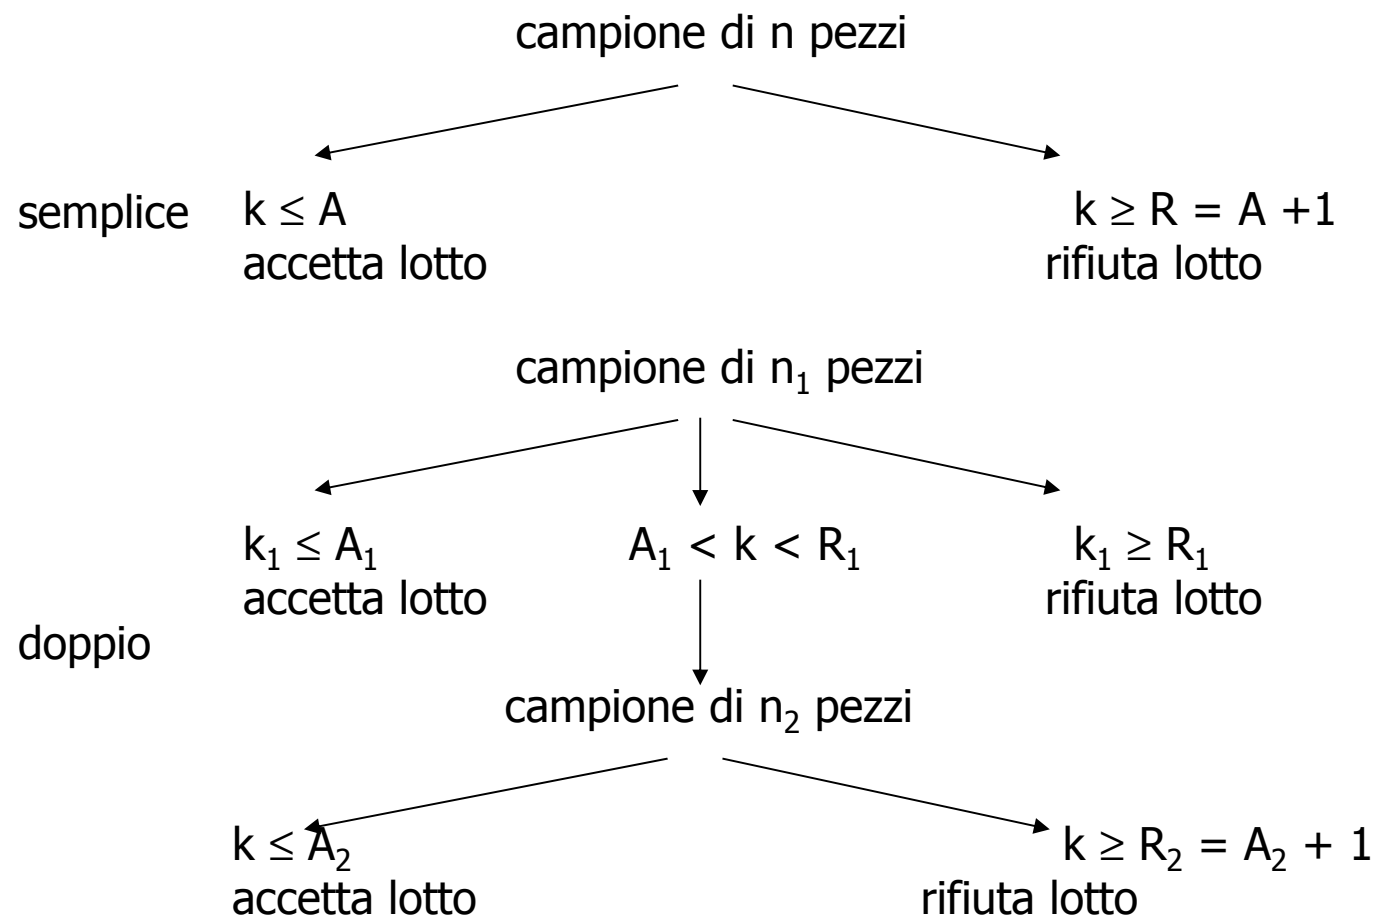 campione di n pezzi
semplice k ≤ A k ≥ R = A +1
accetta lotto rifiuta lotto
campione di n₁ pezzi
k₁ ≤ A₁ A₁ < k < R₁ k₁ ≥ R₁
accetta lotto rifiuta lotto
doppio
campione di n₂ pezzi
k ≤ A₂ k ≥ R₂ = A₂ + 1
accetta lotto rifiuta lotto